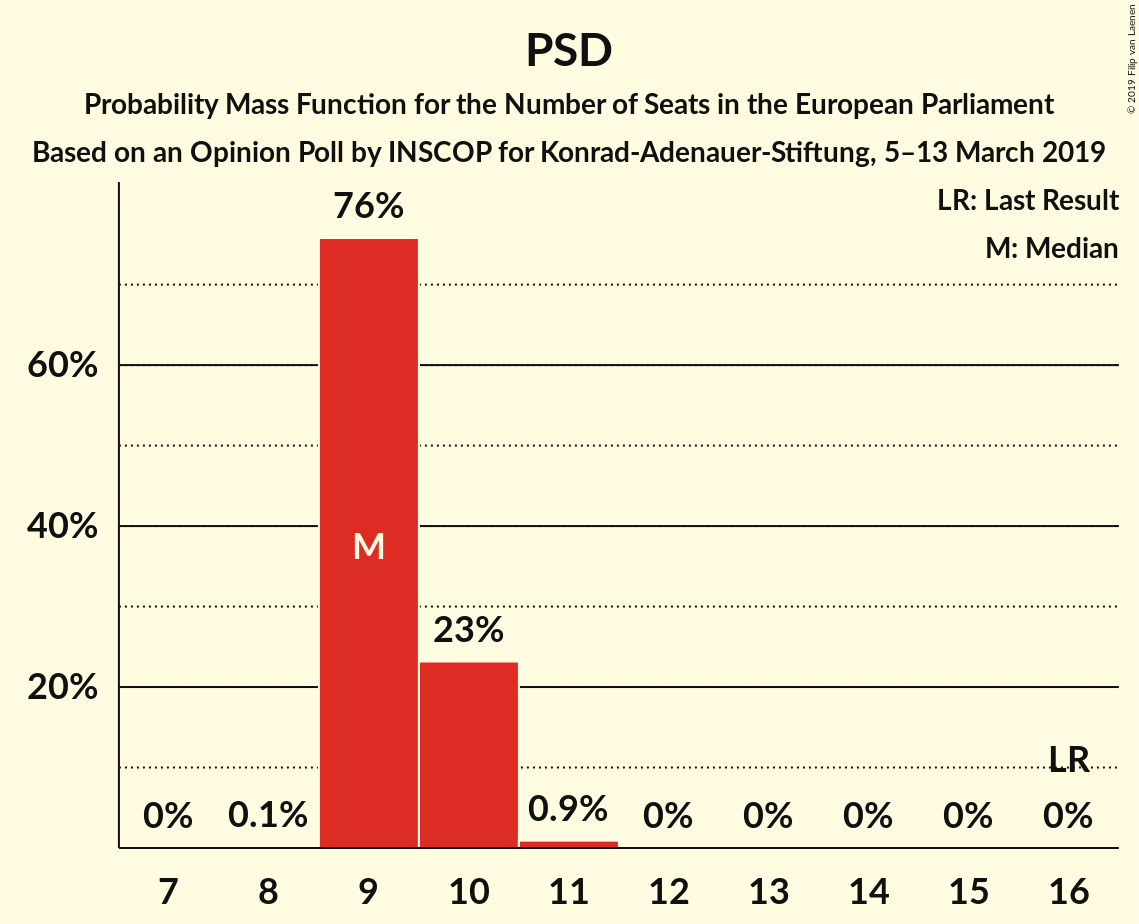 PSD
Probability Mass Function for the Number of Seats in the European Parliament
Based on an Opinion Poll by INSCOP for Konrad-Adenauer-Stiftung, 5–13 March 2019
© 2019 Filip van Laenen
LR: Last Result
M: Median
76%
60%
40%
M
23%
20%
LR
0% 0.1% 0.9% 0% 0% 0% 0% 0%
7 8 9 10 11 12 13 14 15 16